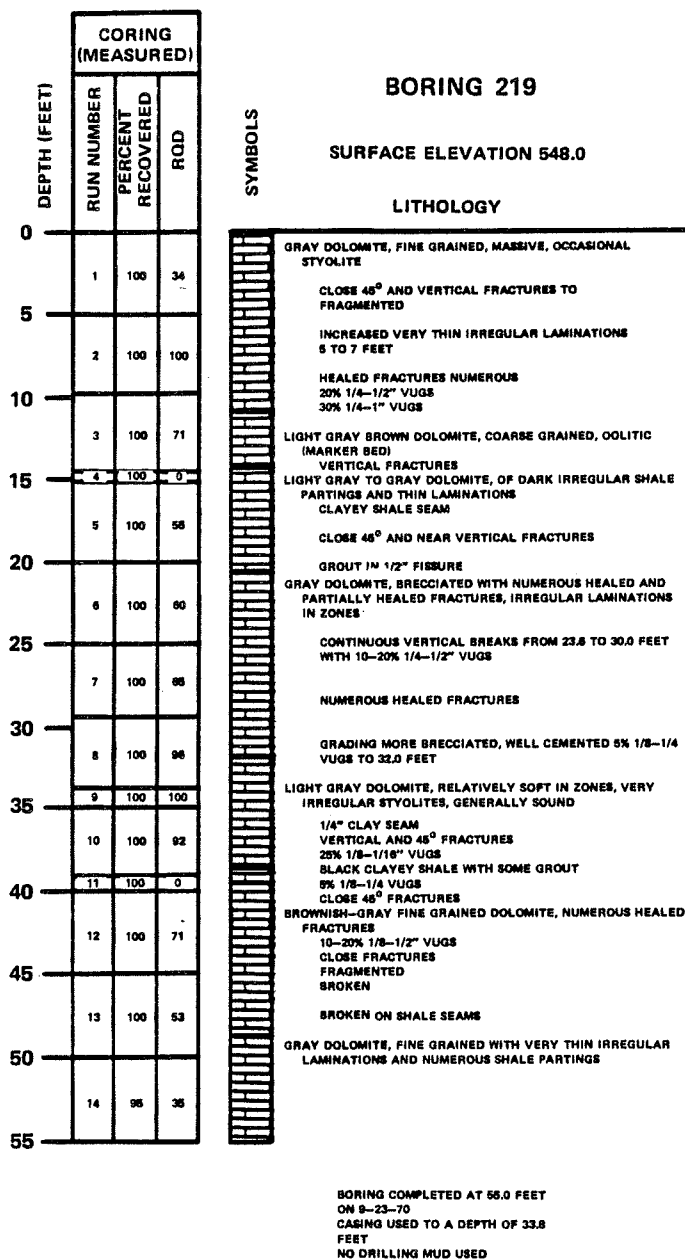 CORING
(MEASURED)
DEPTH (FEET)
RUN NUMBER
PERCENT
RECOVERED
RQD
SYMBOLS
BORING 219
SURFACE ELEVATION 548.0
LITHOLOGY
0
GRAY DOLOMITE, FINE GRAINED, MASSIVE, OCCASIONAL
STYOLITE
1 100 34
CLOSE 45° AND VERTICAL FRACTURES TO
FRAGMENTED
5
INCREASED VERY THIN IRREGULAR LAMINATIONS
5 TO 7 FEET
2 100 100
HEALED FRACTURES NUMEROUS
20% 1/4–1/2" VUGS
10
30% 1/4–1" VUGS
3 100 71
LIGHT GRAY BROWN DOLOMITE, COARSE GRAINED, OOLITIC
(MARKER BED)
VERTICAL FRACTURES
4 100 0
15
LIGHT GRAY TO GRAY DOLOMITE, OF DARK IRREGULAR SHALE
PARTINGS AND THIN LAMINATIONS
CLAYEY SHALE SEAM
5 100 55
CLOSE 45° AND NEAR VERTICAL FRACTURES
20
GROUT IN 1/2" FISSURE
GRAY DOLOMITE, BRECCIATED WITH NUMEROUS HEALED AND
PARTIALLY HEALED FRACTURES, IRREGULAR LAMINATIONS
IN ZONES
6 100 60
25
CONTINUOUS VERTICAL BREAKS FROM 23.6 TO 30.0 FEET
WITH 10–20% 1/4–1/2" VUGS
7 100 65
NUMEROUS HEALED FRACTURES
30
8 100 96
GRADING MORE BRECCIATED, WELL CEMENTED 5% 1/8–1/4
VUGS TO 32.0 FEET
9 100 100
35
LIGHT GRAY DOLOMITE, RELATIVELY SOFT IN ZONES, VERY
IRREGULAR STYOLITES, GENERALLY SOUND
1/4" CLAY SEAM
10 100 92
VERTICAL AND 45° FRACTURES
25% 1/8–1/16" VUGS
BLACK CLAYEY SHALE WITH SOME GROUT
11 100 0
5% 1/8–1/4 VUGS
40
CLOSE 45° FRACTURES
BROWNISH–GRAY FINE GRAINED DOLOMITE, NUMEROUS HEALED
FRACTURES
12 100 71
10–20% 1/8–1/2" VUGS
CLOSE FRACTURES
45
FRAGMENTED
BROKEN
13 100 53
BROKEN ON SHALE SEAMS
50
GRAY DOLOMITE, FINE GRAINED WITH VERY THIN IRREGULAR
LAMINATIONS AND NUMEROUS SHALE PARTINGS
14 95 35
55
BORING COMPLETED AT 55.0 FEET
ON 9–23–70
CASING USED TO A DEPTH OF 33.8
FEET
NO DRILLING MUD USED